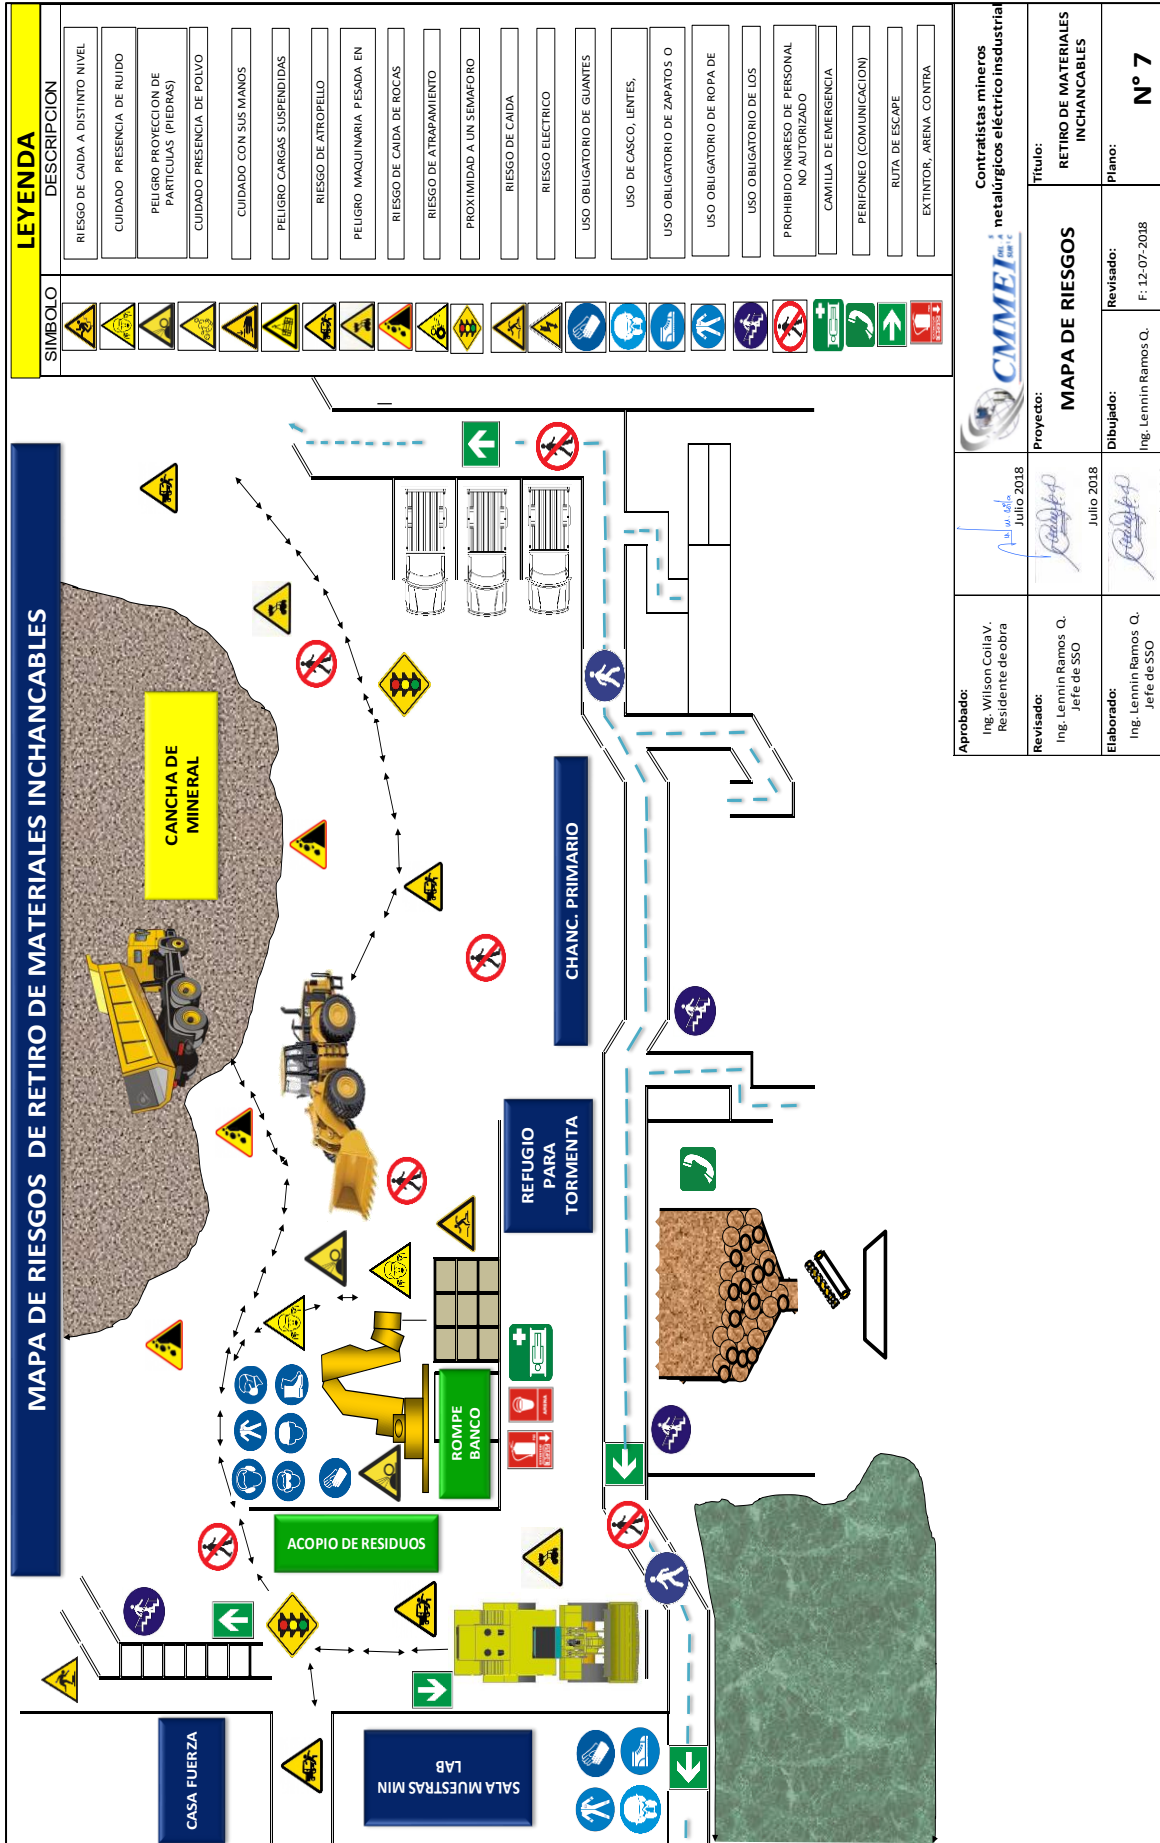 MAPA DE RIESGOS DE RETIRO DE MATERIALES INCHANCABLES
LEYENDA
SIMBOLO
DESCRIPCION
RIESGO DE CAIDA A DISTINTO NIVEL
CUIDADO PRESENCIA DE RUIDO
PELIGRO PROYECCION DE
PARTICULAS (PIEDRAS)
CUIDADO PRESENCIA DE POLVO
CUIDADO CON SUS MANOS
PELIGRO CARGAS SUSPENDIDAS
RIESGO DE ATROPELLO
PELIGRO MAQUINARIA PESADA EN
RIESGO DE CAIDA DE ROCAS
RIESGO DE ATRAPAMIENTO
PROXIMIDAD A UN SEMAFORO
RIESGO DE CAIDA
RIESGO ELECTRICO
USO OBLIGATORIO DE GUANTES
USO DE CASCO, LENTES,
USO OBLIGATORIO DE ZAPATOS O
USO OBLIGATORIO DE ROPA DE
USO OBLIGATORIO DE LOS
PROHIBIDO INGRESO DE PERSONAL
NO AUTORIZADO
CAMILLA DE EMERGENCIA
PERIFONEO (COMUNICACION)
RUTA DE ESCAPE
EXTINTOR, ARENA CONTRA
CANCHA DE
MINERAL
CHANC. PRIMARIO
REFUGIO
PARA
TORMENTA
ROMPE
BANCO
ARENA
ACOPIO DE RESIDUOS
CASA FUERZA
SALA MUESTRAS MIN
LAB
Aprobado:
Ing. Wilson Coila V.
Residente de obra
Julio 2018
CMMEI DEL SUR
Contratistas mineros
metalúrgicos eléctrico insdustrial
Revisado:
Ing. Lennin Ramos Q.
Jefe de SSO
Julio 2018
Proyecto:
MAPA DE RIESGOS
Título:
RETIRO DE MATERIALES
INCHANCABLES
Elaborado:
Ing. Lennin Ramos Q.
Jefe de SSO
Dibujado:
Ing. Lennin Ramos Q.
Revisado:
F: 12-07-2018
Plano:
N° 7